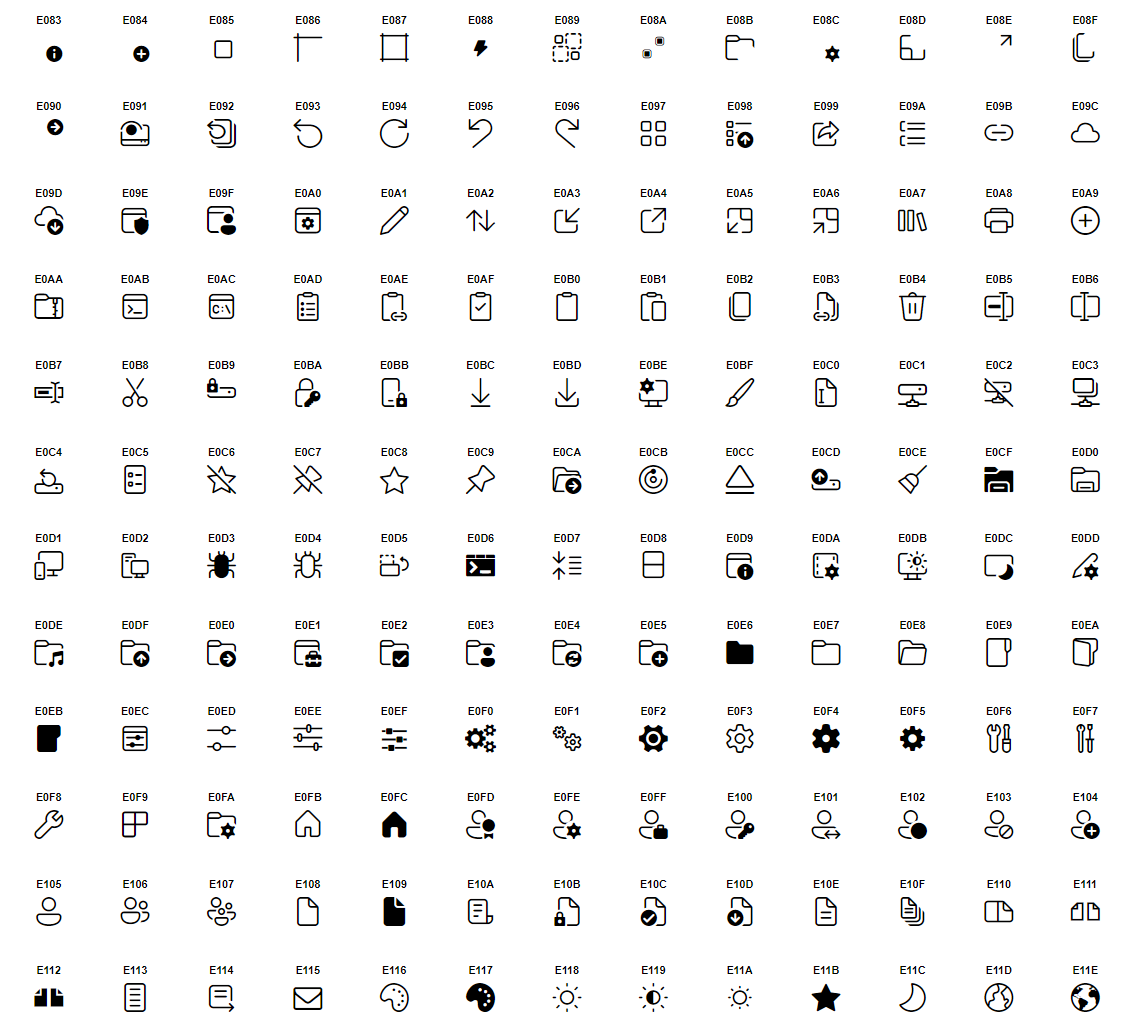 E083 E084 E085 E086 E087 E088 E089 E08A E08B E08C E08D E08E E08F
E090 E091 E092 E093 E094 E095 E096 E097 E098 E099 E09A E09B E09C
E09D E09E E09F E0A0 E0A1 E0A2 E0A3 E0A4 E0A5 E0A6 E0A7 E0A8 E0A9
E0AA E0AB E0AC E0AD E0AE E0AF E0B0 E0B1 E0B2 E0B3 E0B4 E0B5 E0B6
C:\
E0B7 E0B8 E0B9 E0BA E0BB E0BC E0BD E0BE E0BF E0C0 E0C1 E0C2 E0C3
E0C4 E0C5 E0C6 E0C7 E0C8 E0C9 E0CA E0CB E0CC E0CD E0CE E0CF E0D0
E0D1 E0D2 E0D3 E0D4 E0D5 E0D6 E0D7 E0D8 E0D9 E0DA E0DB E0DC E0DD
E0DE E0DF E0E0 E0E1 E0E2 E0E3 E0E4 E0E5 E0E6 E0E7 E0E8 E0E9 E0EA
E0EB E0EC E0ED E0EE E0EF E0F0 E0F1 E0F2 E0F3 E0F4 E0F5 E0F6 E0F7
E0F8 E0F9 E0FA E0FB E0FC E0FD E0FE E0FF E100 E101 E102 E103 E104
E105 E106 E107 E108 E109 E10A E10B E10C E10D E10E E10F E110 E111
E112 E113 E114 E115 E116 E117 E118 E119 E11A E11B E11C E11D E11E